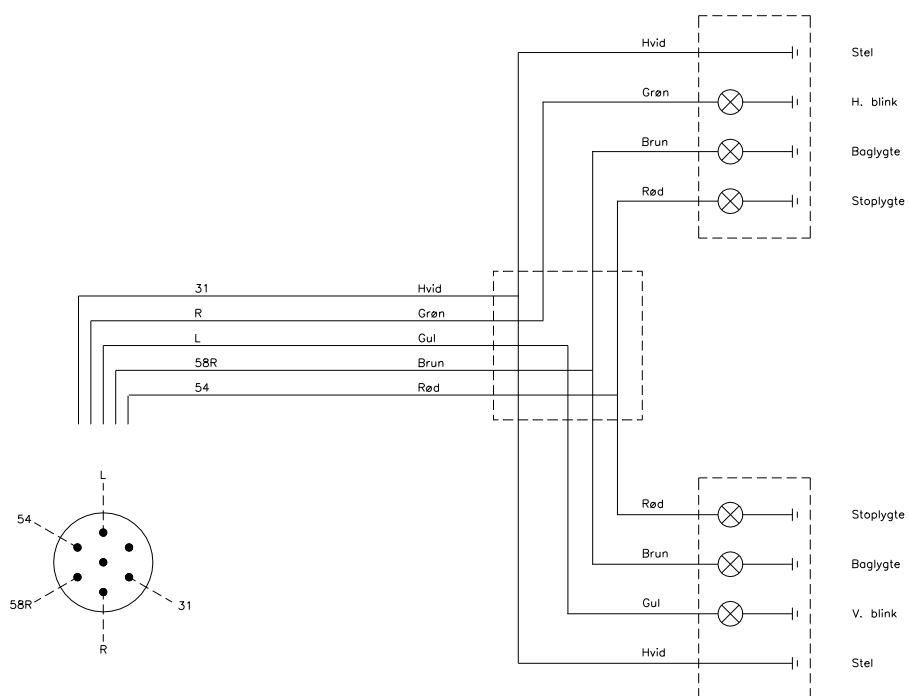 Hvid Stel
Grøn H. blink
Brun Baglygte
Rød Stoplygte
31 Hvid
R Grøn
L Gul
58R Brun
54 Rød
L
54
58R
31
R
Rød Stoplygte
Brun Baglygte
Gul V. blink
Hvid Stel